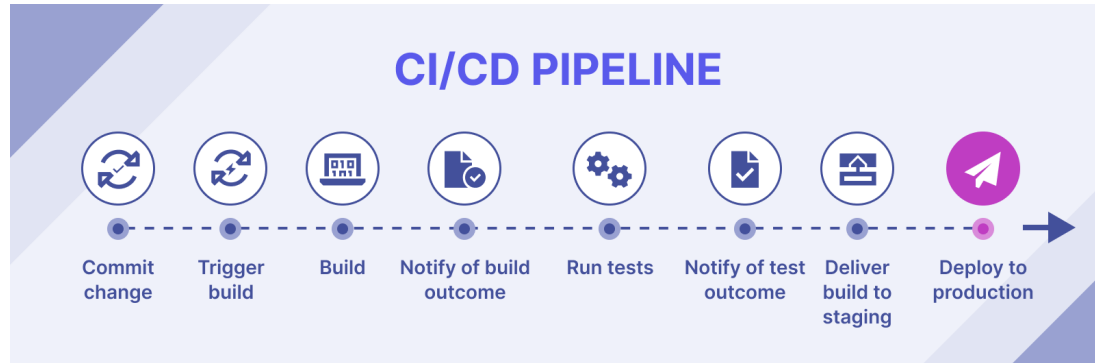 CI/CD PIPELINE
Commit
change
Trigger
build
Build
Notify of build
outcome
Run tests
Notify of test
outcome
Deliver
build to
staging
Deploy to
production